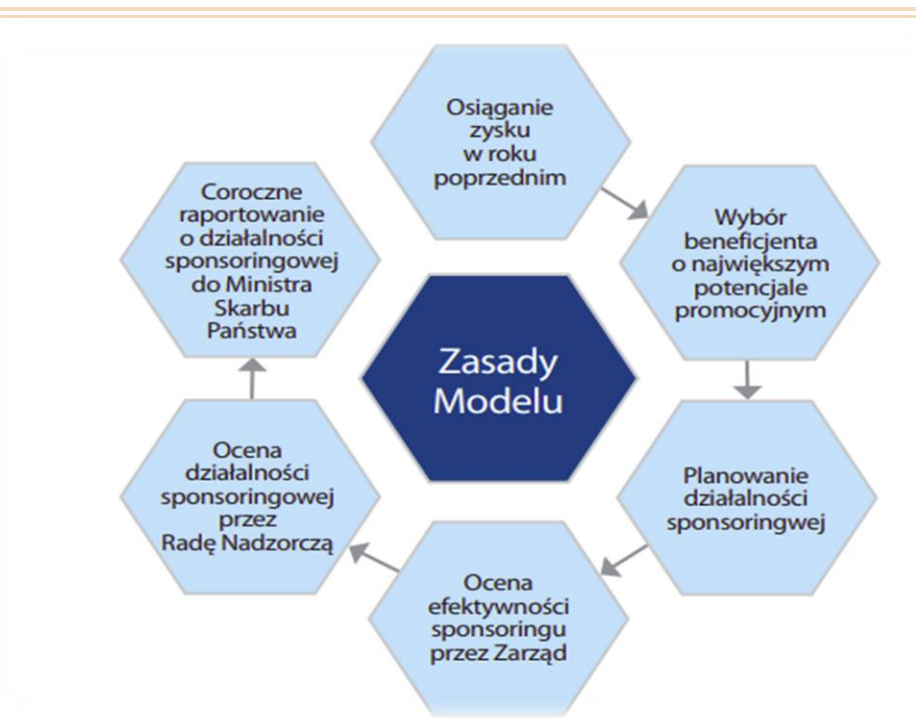 Osiąganie
zysku
w roku
poprzednim
Wybór
beneficjenta
o największym
potencjale
promocyjnym
Planowanie
działalności
sponsoringwej
Ocena
efektywności
sponsoringu
przez Zarząd
Ocena
działalności
sponsoringowej
przez
Radę Nadzorczą
Coroczne
raportowanie
o działalności
sponsoringowej
do Ministra
Skarbu
Państwa
Zasady
Modelu